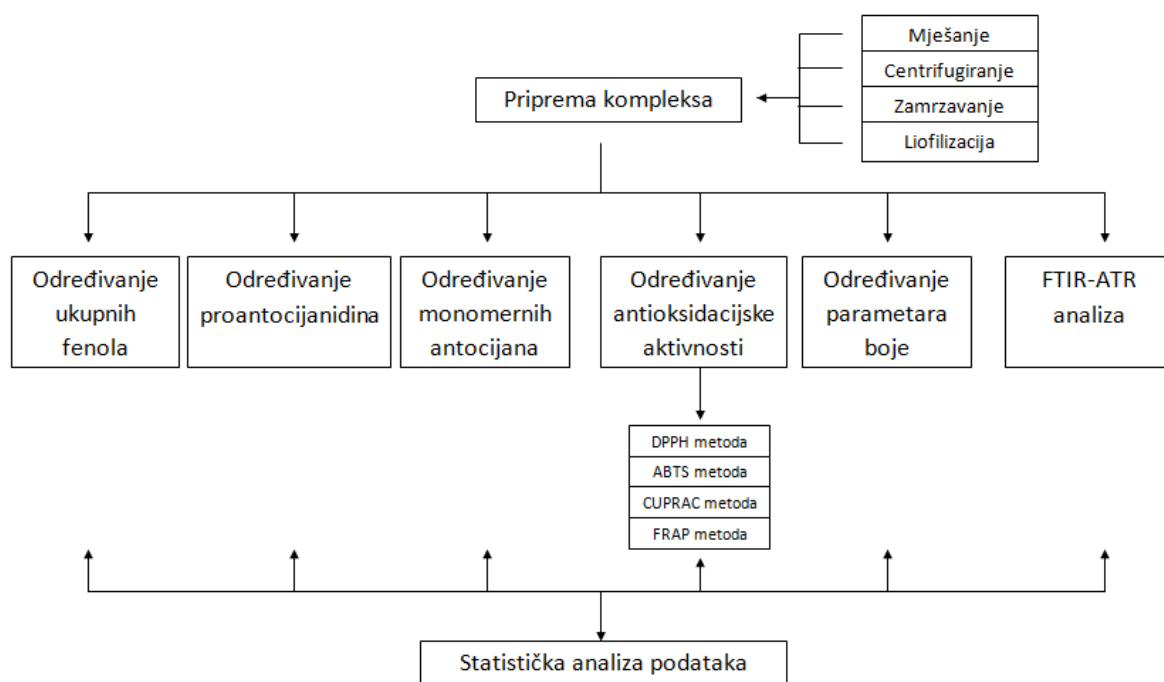 Mješanje
Centrifugiranje
Priprema kompleksa
Zamrzavanje
Liofilizacija
Određivanje
ukupnih
fenola
Određivanje
proantocijanidina
Određivanje
monomernih
antocijana
Određivanje
antioksidacijske
aktivnosti
Određivanje
parametara
boje
FTIR-ATR
analiza
DPPH metoda
ABTS metoda
CUPRAC metoda
FRAP metoda
Statistička analiza podataka